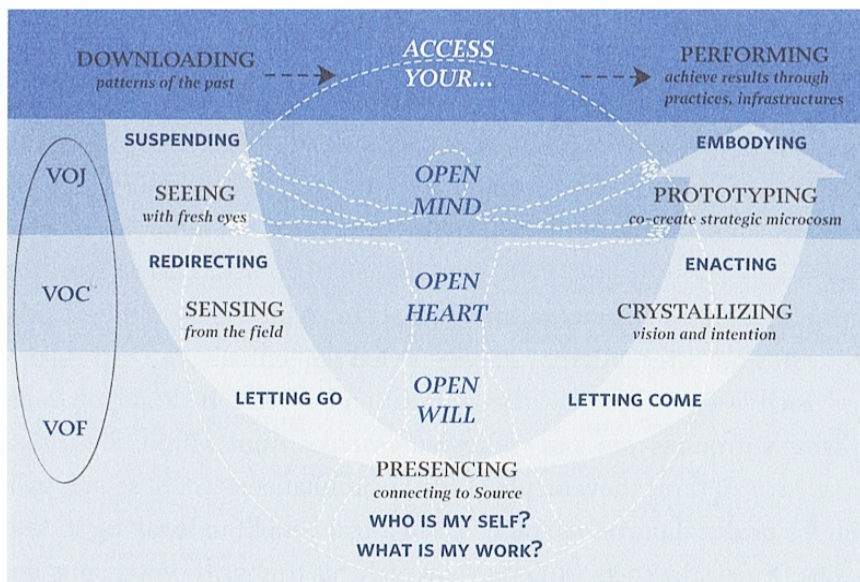 DOWNLOADING
patterns of the past
ACCESS
YOUR...
PERFORMING
achieve results through
practices, infrastructures
SUSPENDING
EMBODYING
VOJ
SEEING
with fresh eyes
OPEN
MIND
PROTOTYPING
co-create strategic microcosm
REDIRECTING
ENACTING
VOC
SENSING
from the field
OPEN
HEART
CRYSTALLIZING
vision and intention
LETTING GO
OPEN
WILL
LETTING COME
VOF
PRESENCING
connecting to Source
WHO IS MY SELF?
WHAT IS MY WORK?